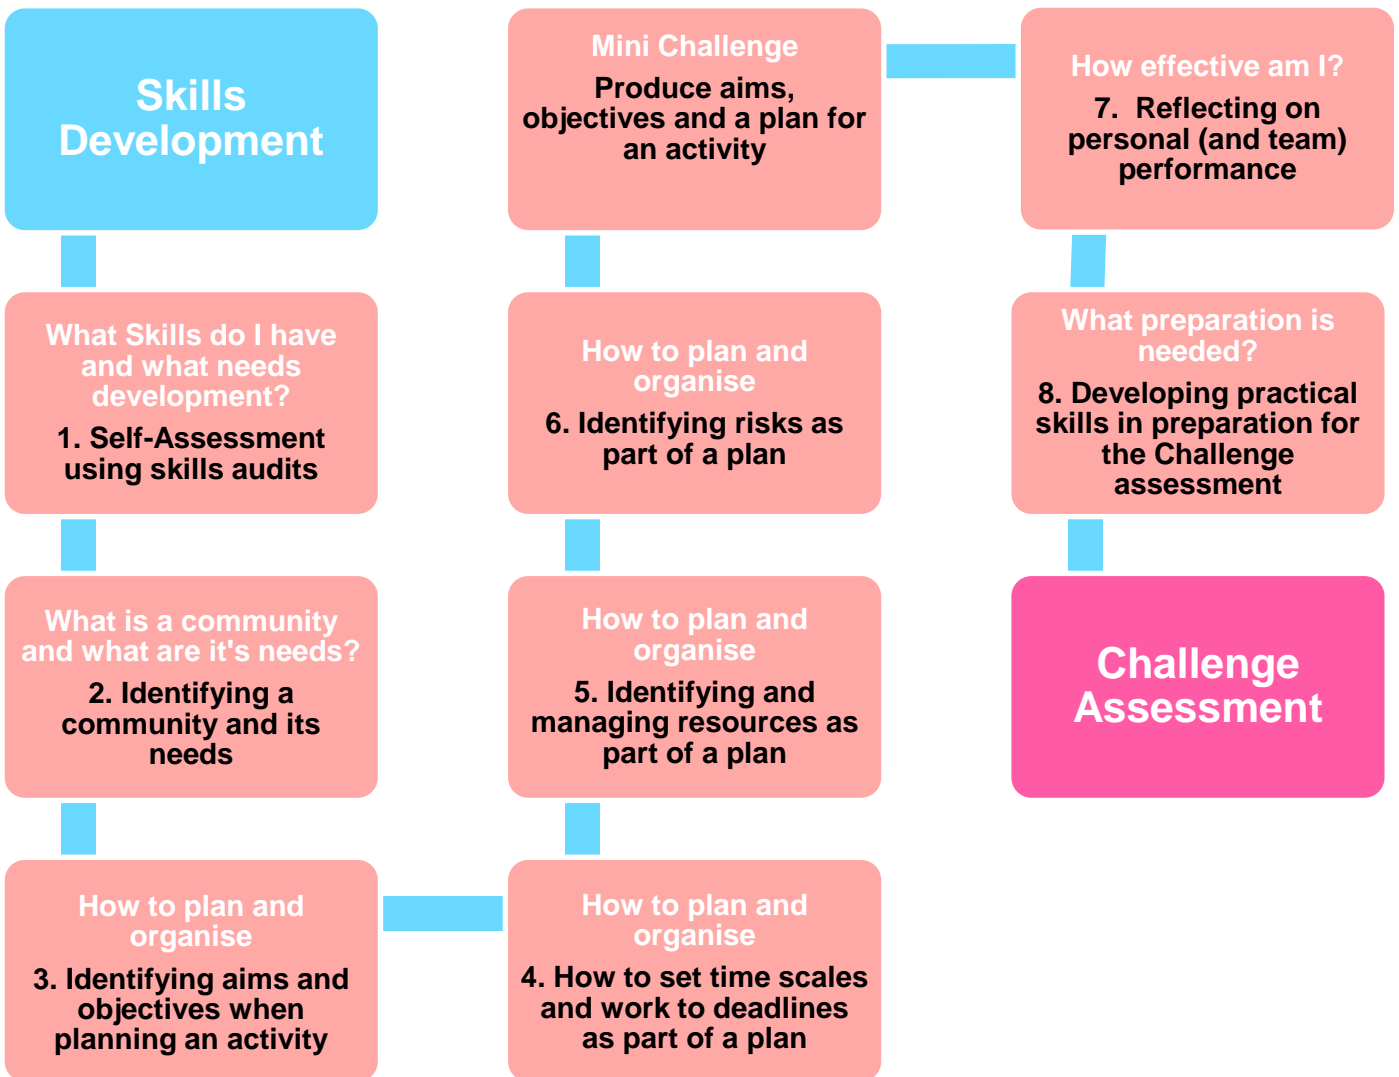 Skills
Development
What Skills do I have
and what needs
development?
1. Self-Assessment
using skills audits
What is a community
and what are it's needs?
2. Identifying a
community and its
needs
How to plan and
organise
3. Identifying aims and
objectives when
planning an activity
How to plan and
organise
4. How to set time scales
and work to deadlines
as part of a plan
How to plan and
organise
5. Identifying and
managing resources as
part of a plan
How to plan and
organise
6. Identifying risks as
part of a plan
Mini Challenge
Produce aims,
objectives and a plan for
an activity
How effective am I?
7. Reflecting on
personal (and team)
performance
What preparation is
needed?
8. Developing practical
skills in preparation for
the Challenge
assessment
Challenge
Assessment